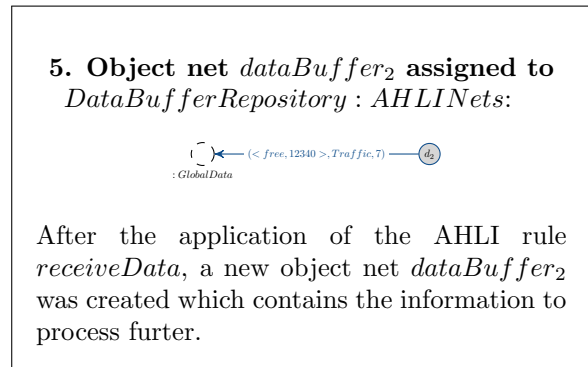 5. Object net dataBuffer₂ assigned to
DataBufferRepository : AHLINets:
(< free, 12340 >, Traffic, 7)
d₂
: GlobalData
After the application of the AHLI rule
receiveData, a new object net dataBuffer₂
was created which contains the information to
process furter.